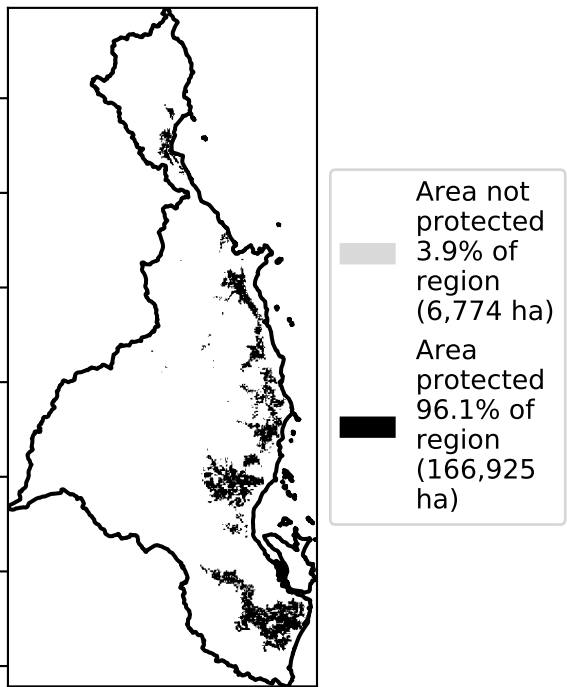 Area not
protected
3.9% of
region
(6,774 ha)
Area
protected
96.1% of
region
(166,925
ha)